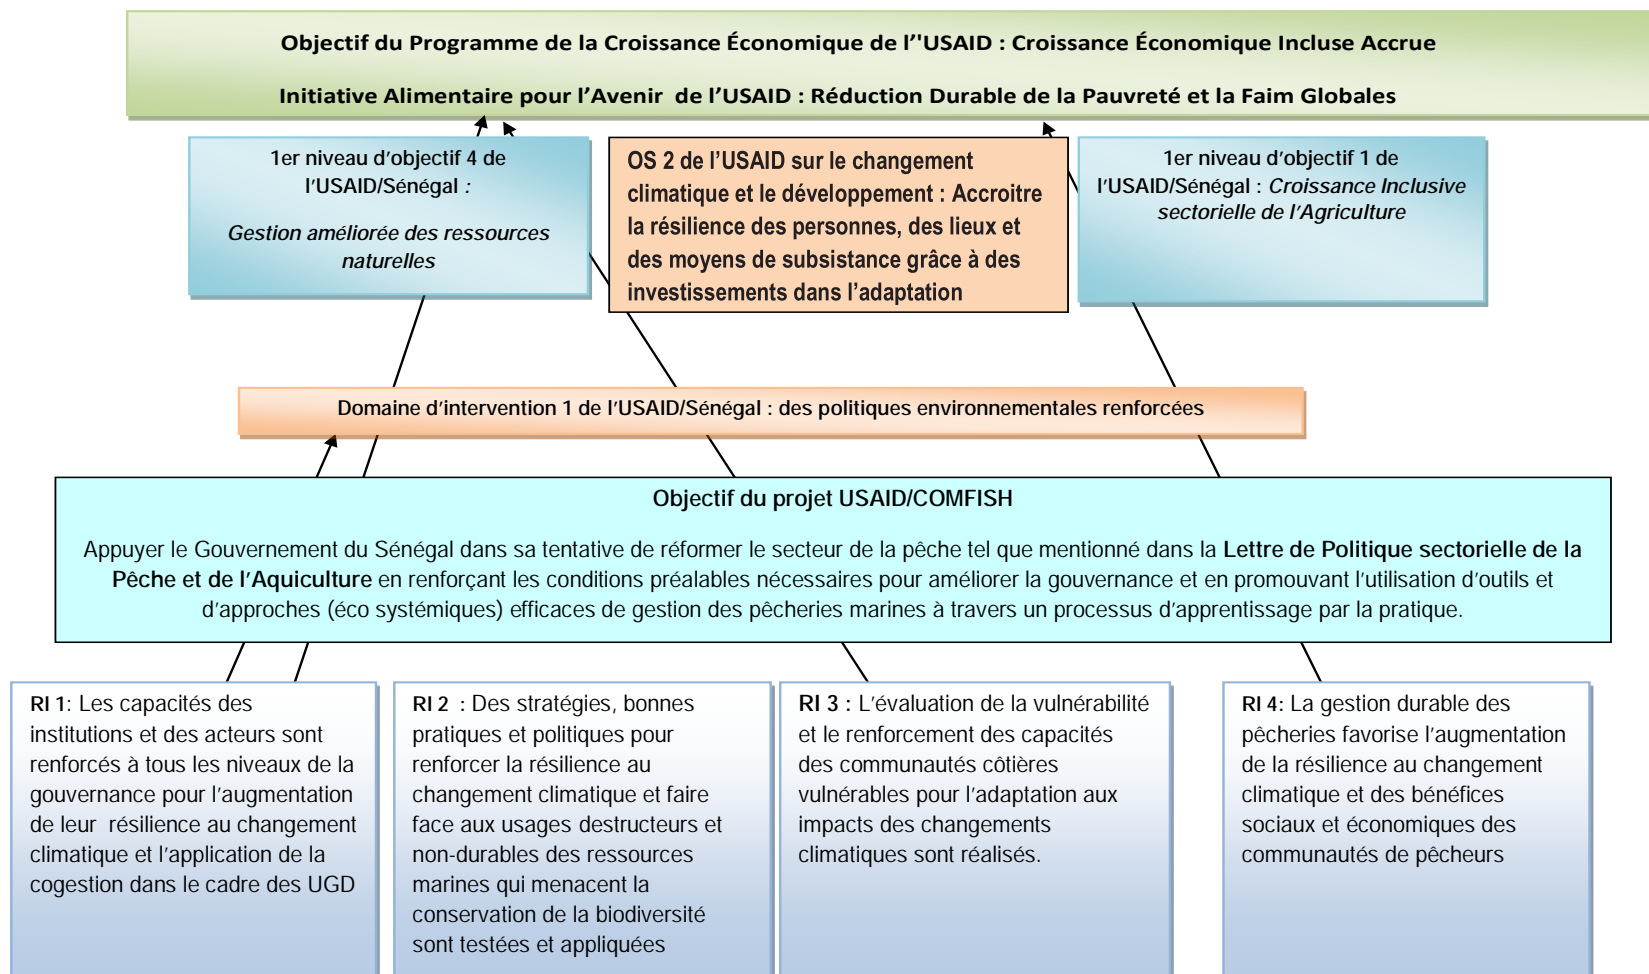 Objectif du Programme de la Croissance Économique de l’'USAID : Croissance Économique Incluse Accrue
Initiative Alimentaire pour l’Avenir de l’USAID : Réduction Durable de la Pauvreté et la Faim Globales
1er niveau d’objectif 4 de
l’USAID/Sénégal :
Gestion améliorée des ressources
naturelles
OS 2 de l’USAID sur le changement
climatique et le développement : Accroitre
la résilience des personnes, des lieux et
des moyens de subsistance grâce à des
investissements dans l’adaptation
1er niveau d’objectif 1 de
l’USAID/Sénégal : Croissance Inclusive
sectorielle de l’Agriculture
Domaine d’intervention 1 de l’USAID/Sénégal : des politiques environnementales renforcées
Objectif du projet USAID/COMFISH
Appuyer le Gouvernement du Sénégal dans sa tentative de réformer le secteur de la pêche tel que mentionné dans la Lettre de Politique sectorielle de la
Pêche et de l’Aquiculture en renforçant les conditions préalables nécessaires pour améliorer la gouvernance et en promouvant l’utilisation d’outils et
d’approches (éco systémiques) efficaces de gestion des pêcheries marines à travers un processus d’apprentissage par la pratique.
RI 1: Les capacités des
institutions et des acteurs sont
renforcés à tous les niveaux de la
gouvernance pour l’augmentation
de leur résilience au changement
climatique et l’application de la
cogestion dans le cadre des UGD
RI 2 : Des stratégies, bonnes
pratiques et politiques pour
renforcer la résilience au
changement climatique et faire
face aux usages destructeurs et
non-durables des ressources
marines qui menacent la
conservation de la biodiversité
sont testées et appliquées
RI 3 : L’évaluation de la vulnérabilité
et le renforcement des capacités
des communautés côtières
vulnérables pour l’adaptation aux
impacts des changements
climatiques sont réalisés.
RI 4: La gestion durable des
pêcheries favorise l’augmentation
de la résilience au changement
climatique et des bénéfices
sociaux et économiques des
communautés de pêcheurs